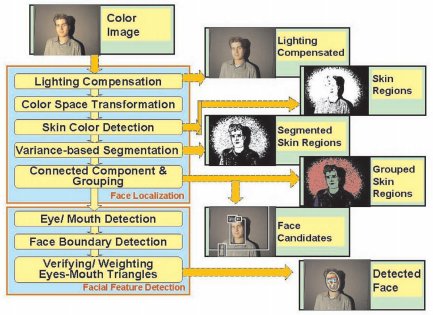 Color
Image
Lighting Compensation
Lighting
Compensated
Color Space Transformation
Skin
Regions
Skin Color Detection
Variance-based Segmentation
Segmented
Skin Regions
Connected Component &
Grouping
Face Localization
Grouped
Skin
Regions
Face
Candidates
Eye/ Mouth Detection
Face Boundary Detection
Verifying/ Weighting
Eyes-Mouth Triangles
Facial Feature Detection
Detected
Face